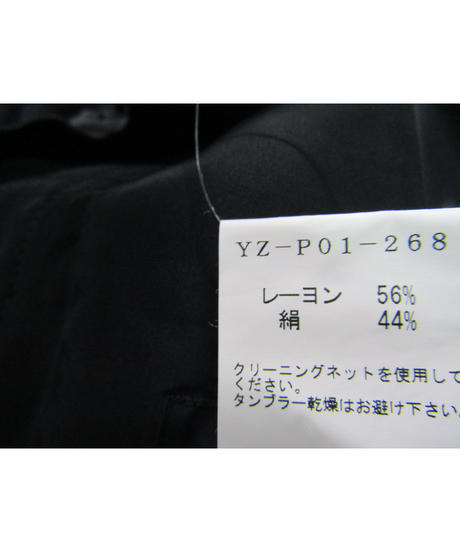 YZ-P01-268
レーヨン 56%
絹 44%
クリーニングネットを使用して
ください。
タンブラー乾燥はお避け下さい。